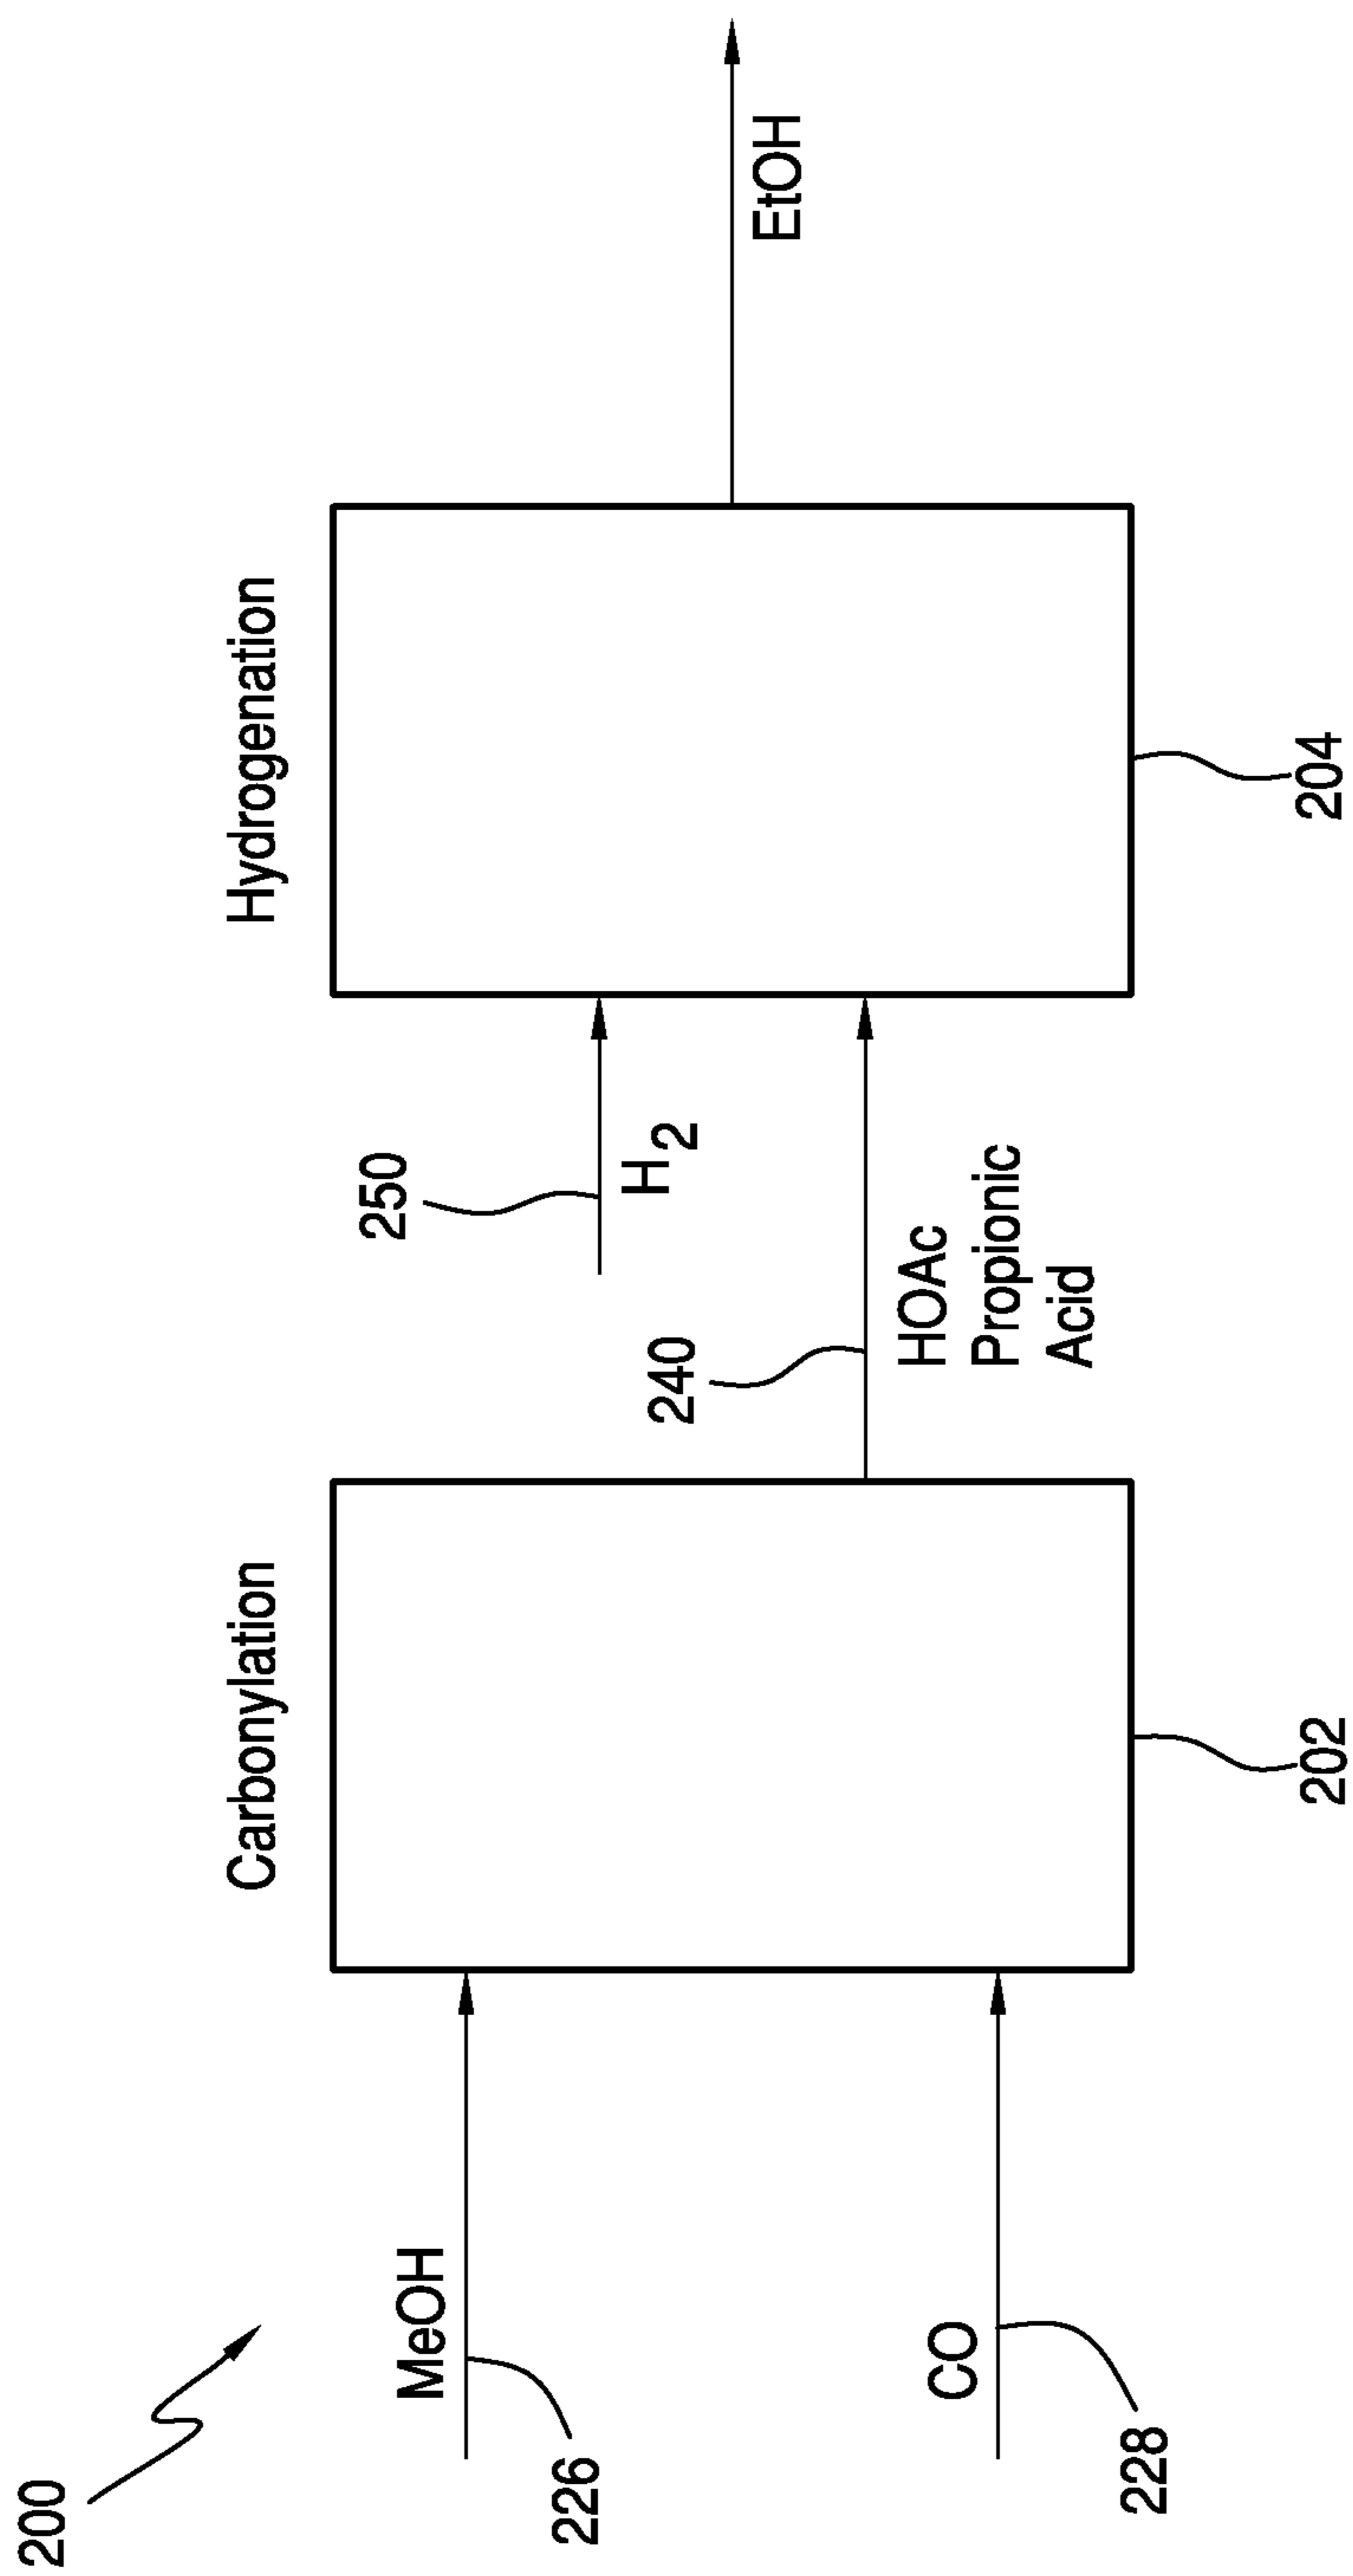 200
Carbonylation
Hydrogenation
MeOH
226
250
H2
240
EtOH
HOAc
Propionic
Acid
CO
228
202
204